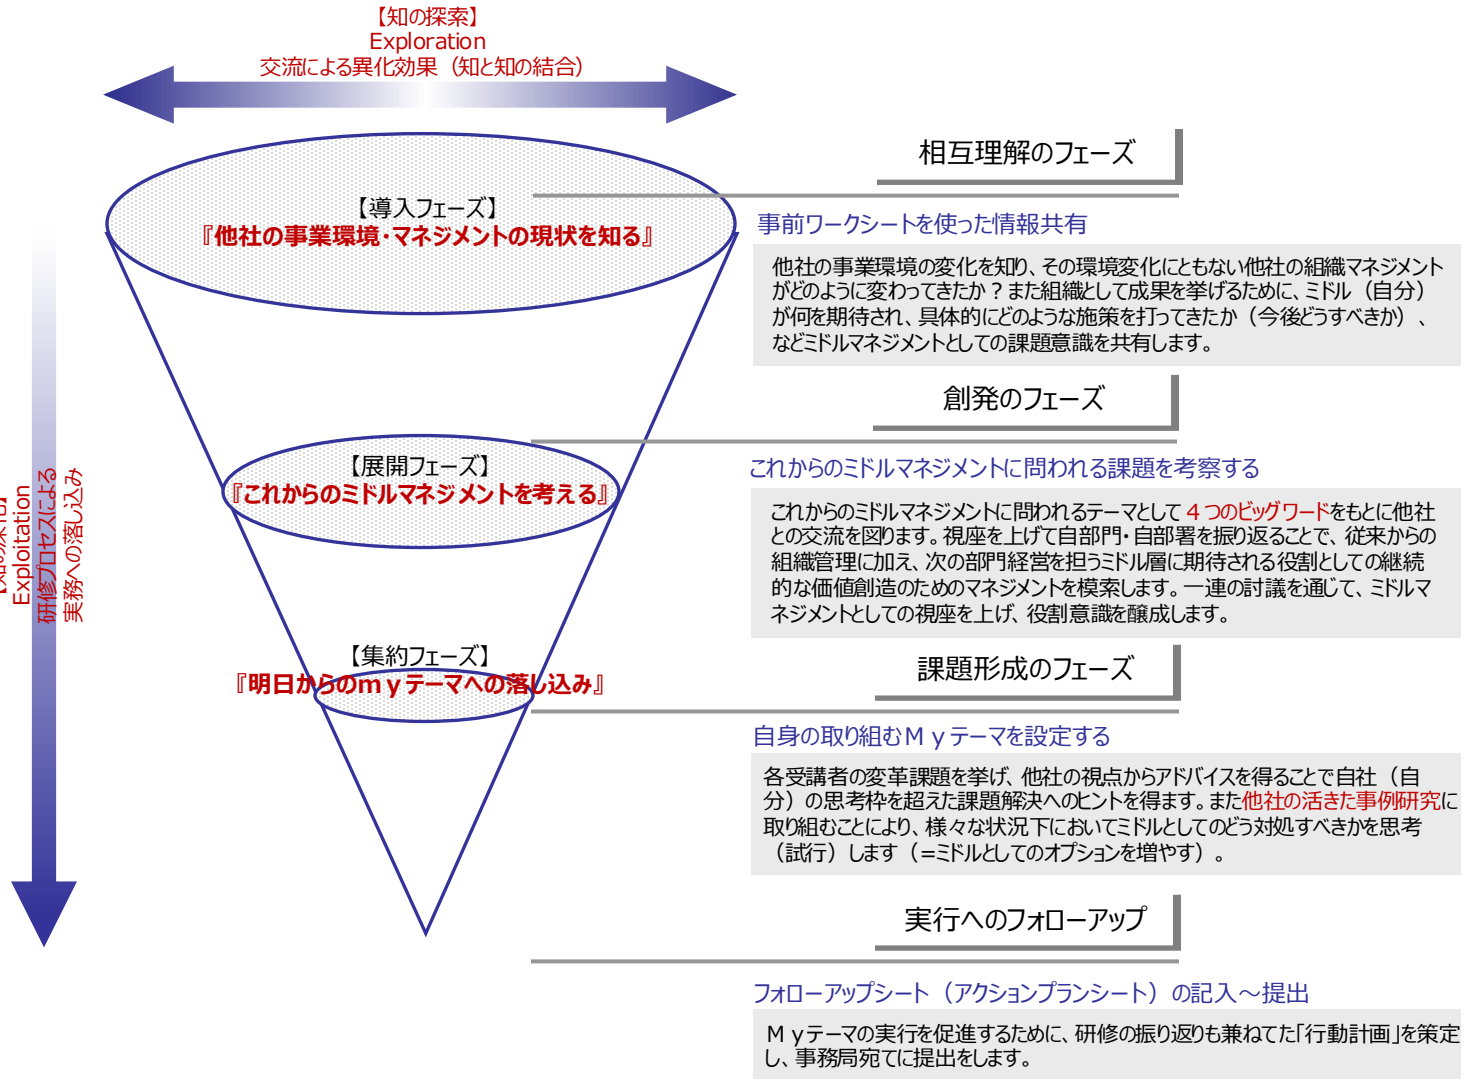 【知の探索】
Exploration
交流による異化効果（知と知の結合）
相互理解のフェーズ
【導入フェーズ】
『他社の事業環境・マネジメントの現状を知る』
事前ワークシートを使った情報共有
他社の事業環境の変化を知り、その環境変化にともない他社の組織マネジメント
がどのように変わってきたか？また組織として成果を挙げるために、ミドル（自分）
が何を期待され、具体的にどのような施策を打ってきたか（今後どうすべきか）、
などミドルマネジメントとしての課題意識を共有します。
創発のフェーズ
【展開フェーズ】
『これからのミドルマネジメントを考える』
これからのミドルマネジメントに問われる課題を考察する
これからのミドルマネジメントに問われるテーマとして４つのビッグワードをもとに他社
との交流を図ります。視座を上げて自部門・自部署を振り返ることで、従来からの
組織管理に加え、次の部門経営を担うミドル層に期待される役割としての継続
的な価値創造のためのマネジメントを模索します。一連の討議を通じて、ミドルマ
ネジメントとしての視座を上げ、役割意識を醸成します。
Exploitation
研修プロセスによる
実務への落し込み
【集約フェーズ】
『明日からのｍｙテーマへの落し込み』
課題形成のフェーズ
自身の取り組むＭｙテーマを設定する
各受講者の変革課題を挙げ、他社の視点からアドバイスを得ることで自社（自
分）の思考枠を超えた課題解決へのヒントを得ます。また他社の活きた事例研究に
取り組むことにより、様々な状況下においてミドルとしてのどう対処すべきかを思考
（試行）します（＝ミドルとしてのオプションを増やす）。
実行へのフォローアップ
フォローアップシート（アクションプランシート）の記入～提出
Ｍｙテーマの実行を促進するために、研修の振り返りも兼ねてた「行動計画」を策定
し、事務局宛てに提出をします。